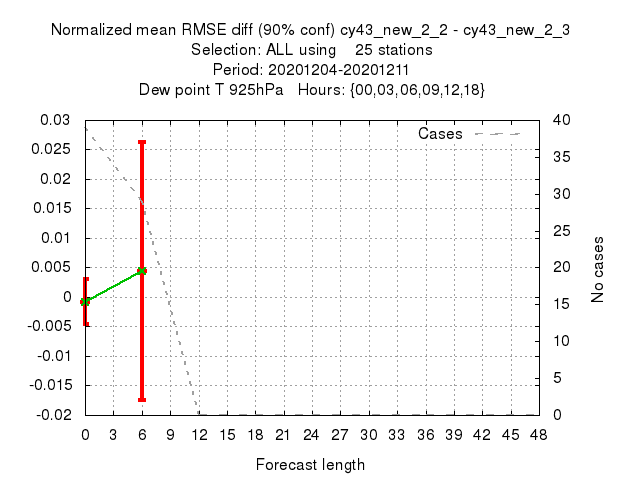 Normalized mean RMSE diff (90% conf) cy43_new_2_2 - cy43_new_2_3
Selection: ALL using 25 stations
Period: 20201204-20201211
Dew point T 925hPa Hours: {00,03,06,09,12,18}
Cases
0.03
0.025
0.02
0.015
0.01
0.005
0
-0.005
-0.01
-0.015
-0.02
40
35
30
25
20
15
10
5
0
No cases
0 3 6 9 12 15 18 21 24 27 30 33 36 39 42 45 48
Forecast length